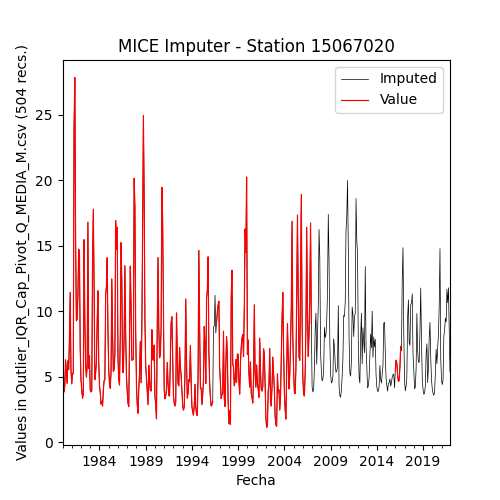 MICE Imputer - Station 15067020
Imputed
Value
Values in Outlier_IQR_Cap_Pivot_Q_MEDIA_M.csv (504 recs.)
25
20
15
10
5
0
1984 1989 1994 1999 2004 2009 2014 2019
Fecha